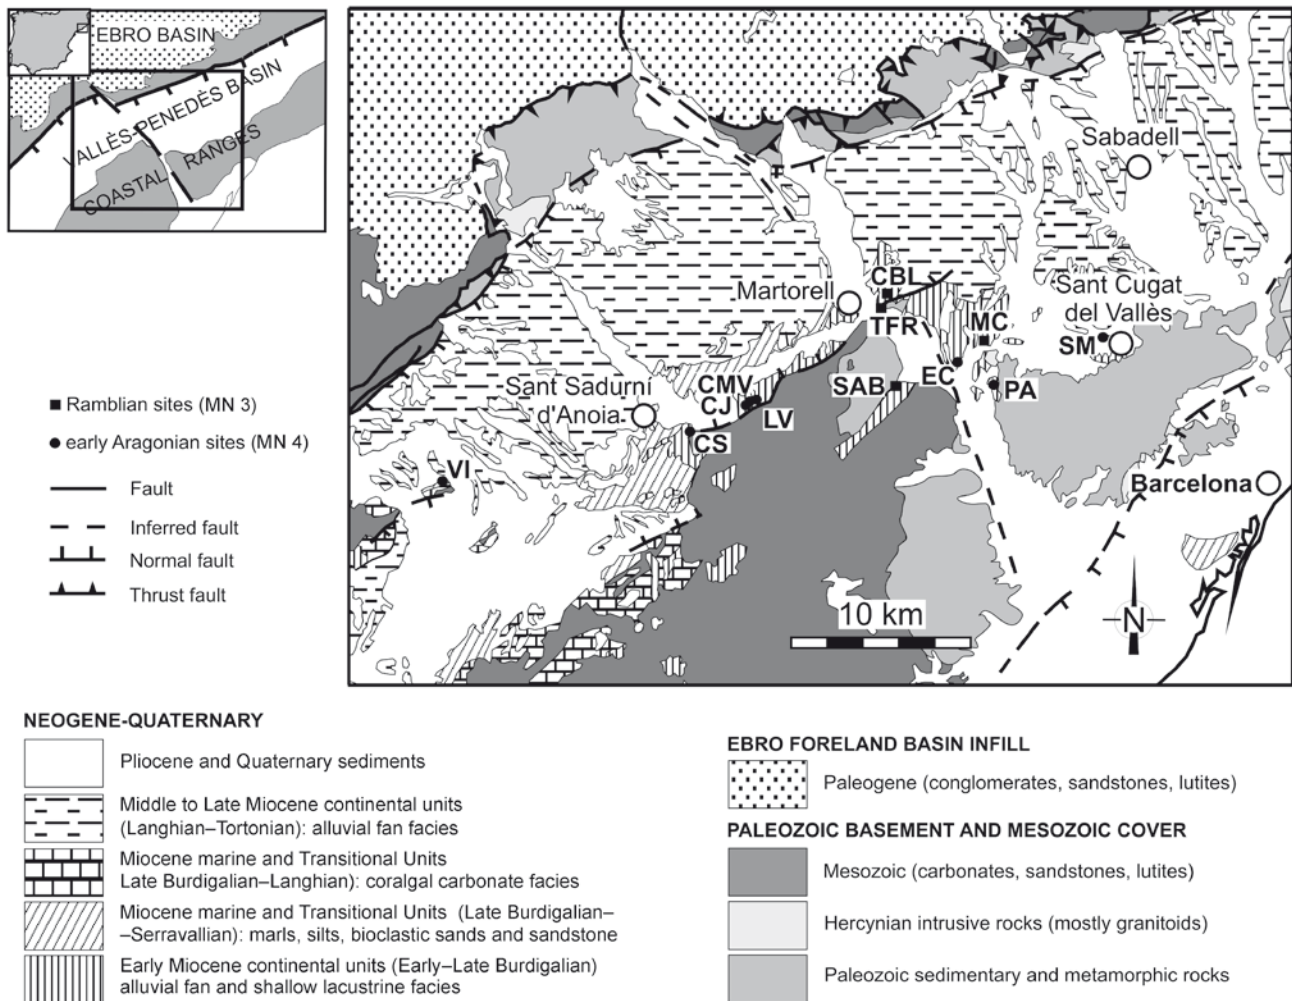 EBRO BASIN
VALLÈS-PENEDÈS BASIN
COASTAL RANGES
Sabadell
CBL
Martorell
Sant Cugat
del Vallès
TFR
MC
SM
Sant Sadurní
d'Anoia
CMV
CJ
LV
SAB
EC
PA
CS
VI
Barcelona
10 km
N
Ramblian sites (MN 3)
early Aragonian sites (MN 4)
Fault
Inferred fault
Normal fault
Thrust fault
NEOGENE-QUATERNARY
Pliocene and Quaternary sediments
Middle to Late Miocene continental units
(Langhian–Tortonian): alluvial fan facies
Miocene marine and Transitional Units
Late Burdigalian–Langhian): coralgal carbonate facies
Miocene marine and Transitional Units (Late Burdigalian–
–Serravallian): marls, silts, bioclastic sands and sandstone
Early Miocene continental units (Early–Late Burdigalian)
alluvial fan and shallow lacustrine facies
EBRO FORELAND BASIN INFILL
Paleogene (conglomerates, sandstones, lutites)
PALEOZOIC BASEMENT AND MESOZOIC COVER
Mesozoic (carbonates, sandstones, lutites)
Hercynian intrusive rocks (mostly granitoids)
Paleozoic sedimentary and metamorphic rocks